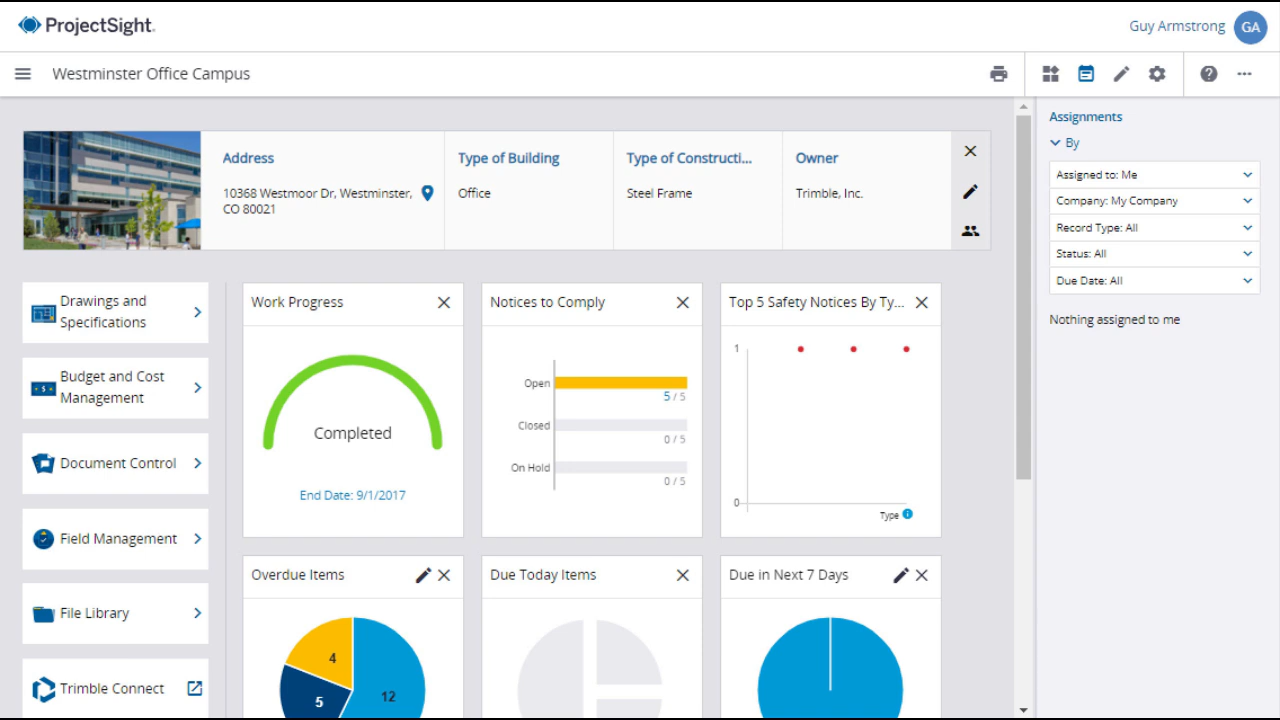 ProjectSight
Guy Armstrong
GA
Westminster Office Campus
Address
10368 Westmoor Dr, Westminster,
CO 80021
Type of Building
Office
Type of Constructi...
Steel Frame
Owner
Trimble, Inc.
Drawings and
Specifications
Budget and Cost
Management
Document Control
Field Management
File Library
Trimble Connect
Work Progress
Completed
End Date: 9/1/2017
Notices to Comply
Open
5 / 5
Closed
0 / 5
On Hold
0 / 5
Top 5 Safety Notices By Ty...
1
0
Type
Overdue Items
4
5
12
Due Today Items
Due in Next 7 Days
Assignments
By
Assigned to: Me
Company: My Company
Record Type: All
Status: All
Due Date: All
Nothing assigned to me